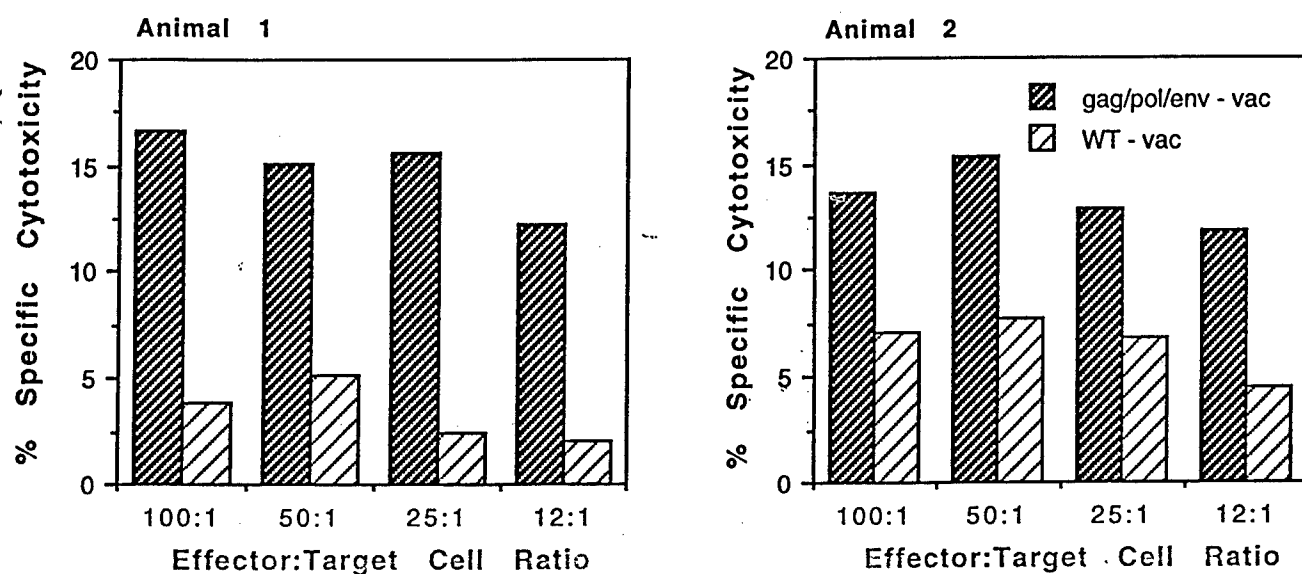 Animal 1
20
15
10
5
0
% Specific Cytotoxicity
100:1 50:1 25:1 12:1
Effector:Target Cell Ratio
Animal 2
20
15
10
5
0
% Specific Cytotoxicity
gag/pol/env - vac
WT - vac
100:1 50:1 25:1 12:1
Effector:Target Cell Ratio